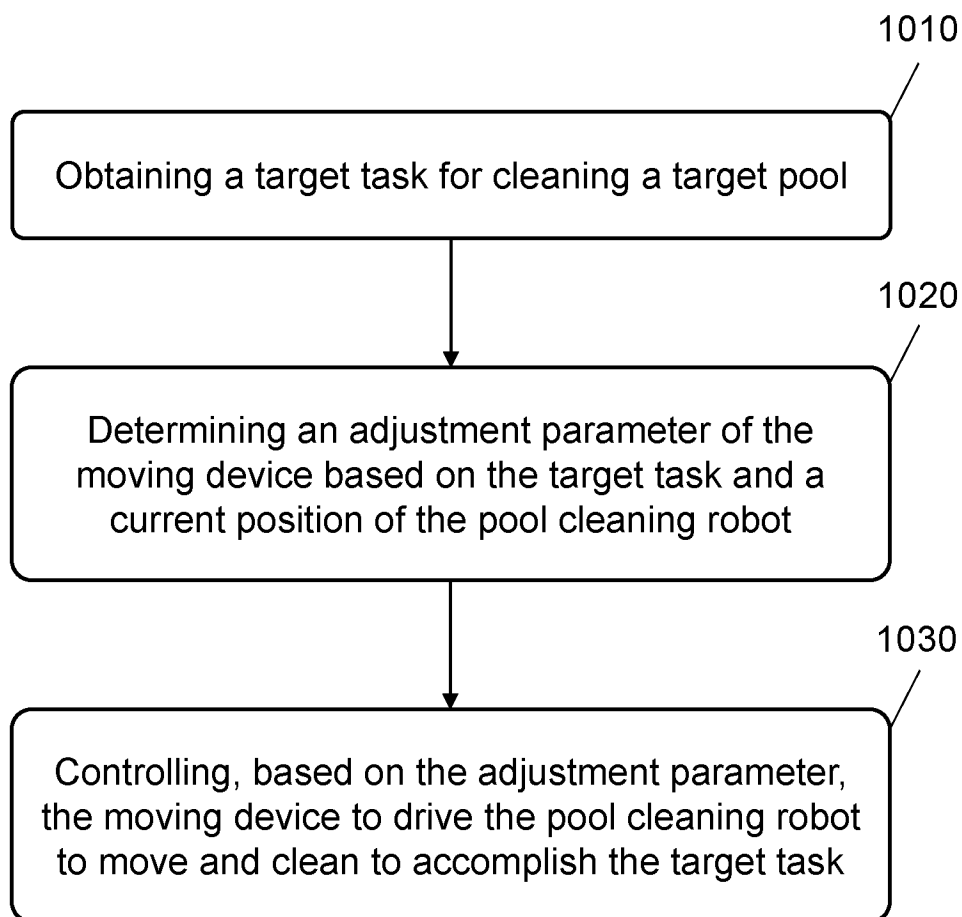 1010
Obtaining a target task for cleaning a target pool
1020
Determining an adjustment parameter of the
moving device based on the target task and a
current position of the pool cleaning robot
1030
Controlling, based on the adjustment parameter,
the moving device to drive the pool cleaning robot
to move and clean to accomplish the target task